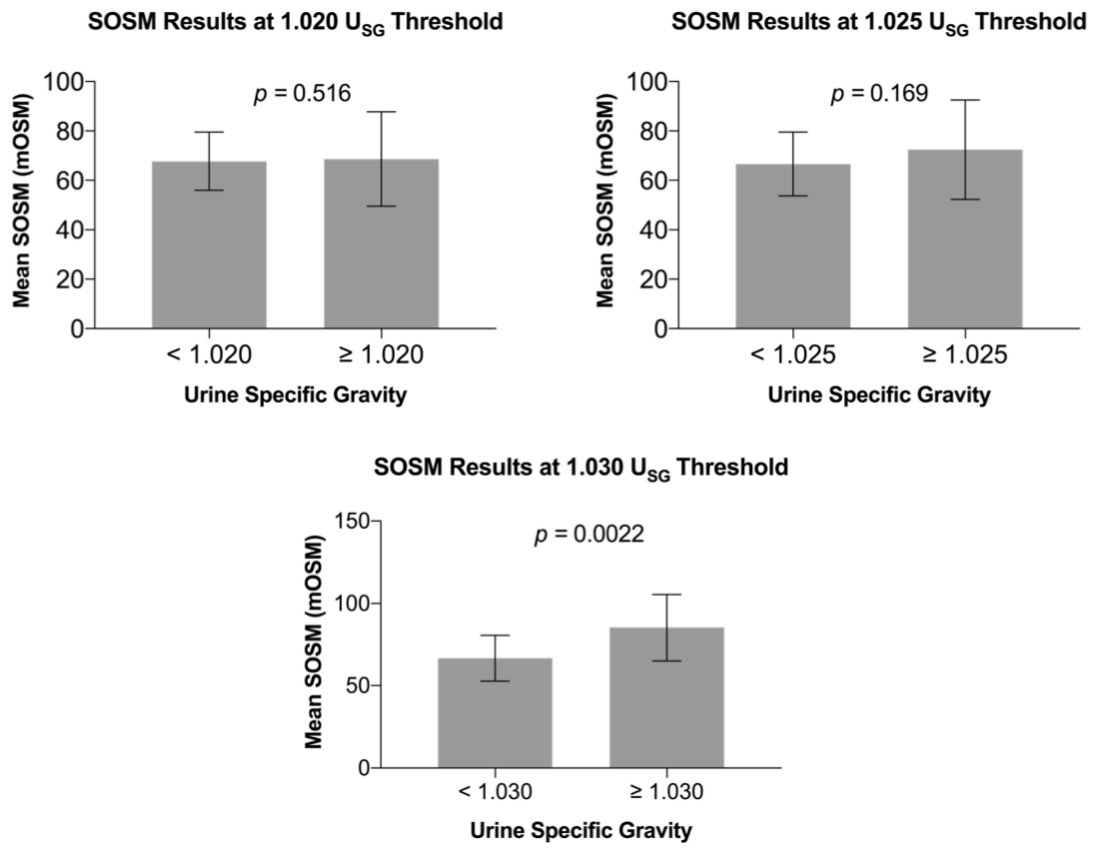 SOSM Results at 1.020 USG Threshold
p = 0.516
Mean SOSM (mOSM)
100
80
60
40
20
0
< 1.020
≥ 1.020
Urine Specific Gravity
SOSM Results at 1.025 USG Threshold
p = 0.169
Mean SOSM (mOSM)
100
80
60
40
20
0
< 1.025
≥ 1.025
Urine Specific Gravity
SOSM Results at 1.030 USG Threshold
p = 0.0022
Mean SOSM (mOSM)
150
100
50
0
< 1.030
≥ 1.030
Urine Specific Gravity